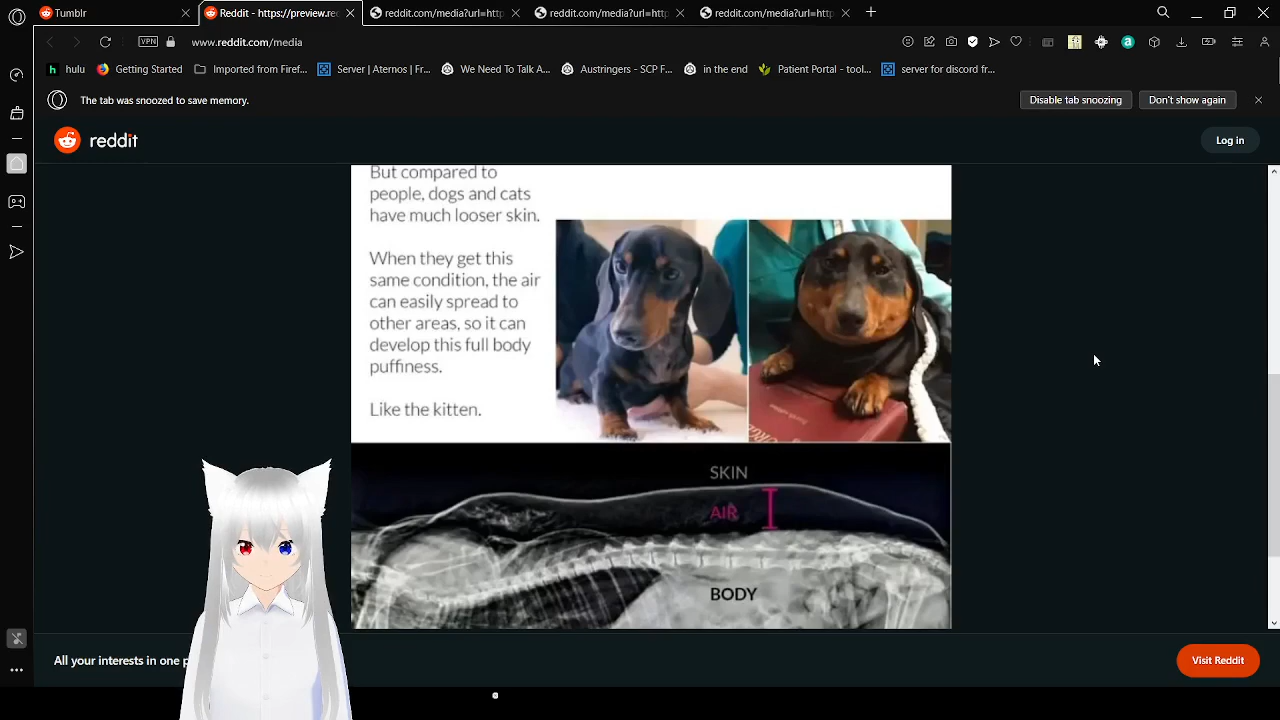 Tumblr
Reddit - https://preview.rec
reddit.com/media?url=http
reddit.com/media?url=http
reddit.com/media?url=http
VPN
www.reddit.com/media
hulu
Getting Started
Imported from Firef...
Server | Aternos | Fr...
We Need To Talk A...
Austringers - SCP F...
in the end
Patient Portal - tool...
server for discord fr...
The tab was snoozed to save memory.
Disable tab snoozing
Don't show again
reddit
Log in
But compared to
people, dogs and cats
have much looser skin.
When they get this
same condition, the air
can easily spread to
other areas, so it can
develop this full body
puffiness.
Like the kitten.
SKIN
AIR
BODY
All your interests in one p
Visit Reddit